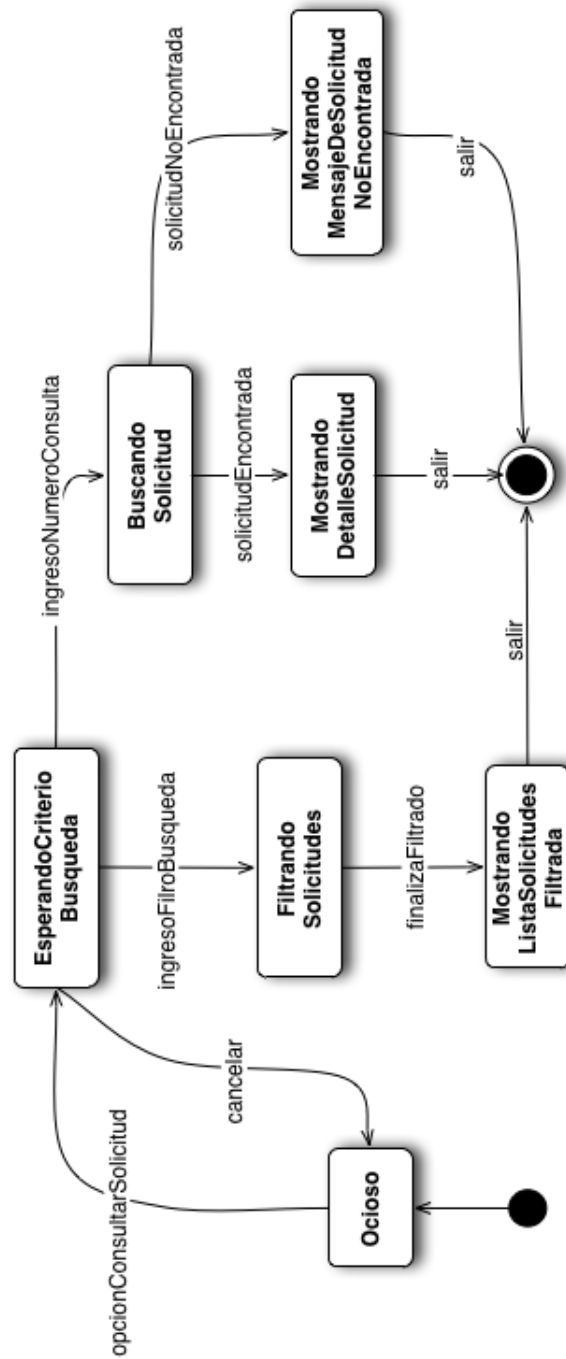 opcionConsultarSolicitud
Ocioso
cancelar
EsperandoCriterio
Busqueda
ingresoFilroBusqueda
Filtrando
Solicitudes
finalizaFiltrado
Mostrando
ListaSolicitudes
Filtrada
salir
ingresoNumeroConsulta
Buscando
Solicitud
solicitudEncontrada
Mostrando
DetalleSolicitud
salir
solicitudNoEncontrada
Mostrando
MensajeDeSolicitud
NoEncontrada
salir